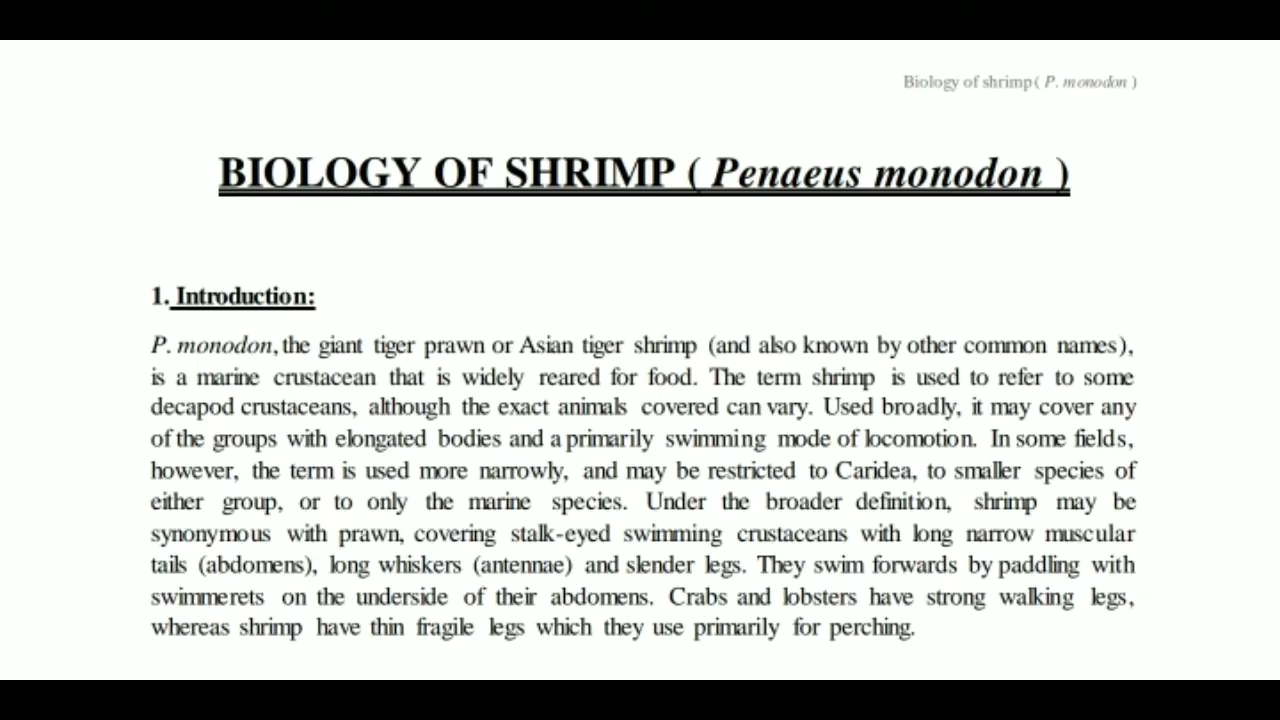 Biology of shrimp( P. monodon )
BIOLOGY OF SHRIMP ( Penaeus monodon )
1. Introduction:
P. monodon, the giant tiger prawn or Asian tiger shrimp (and also known by other common names),
is a marine crustacean that is widely reared for food. The term shrimp is used to refer to some
decapod crustaceans, although the exact animals covered can vary. Used broadly, it may cover any
of the groups with elongated bodies and a primarily swimming mode of locomotion. In some fields,
however, the term is used more narrowly, and may be restricted to Caridea, to smaller species of
either group, or to only the marine species. Under the broader definition, shrimp may be
synonymous with prawn, covering stalk-eyed swimming crustaceans with long narrow muscular
tails (abdomens), long whiskers (antennae) and slender legs. They swim forwards by paddling with
swimmerets on the underside of their abdomens. Crabs and lobsters have strong walking legs,
whereas shrimp have thin fragile legs which they use primarily for perching.